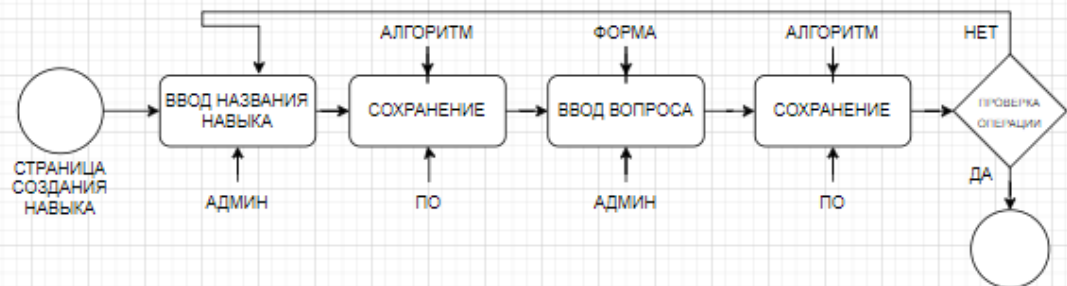 АЛГОРИТМ
ФОРМА
АЛГОРИТМ
НЕТ
ВВОД НАЗВАНИЯ
НАВЫКА
СОХРАНЕНИЕ
ВВОД ВОПРОСА
СОХРАНЕНИЕ
ПРОВЕРКА
ОПЕРАЦИИ
СТРАНИЦА
СОЗДАНИЯ
НАВЫКА
АДМИН
ПО
АДМИН
ПО
ДА